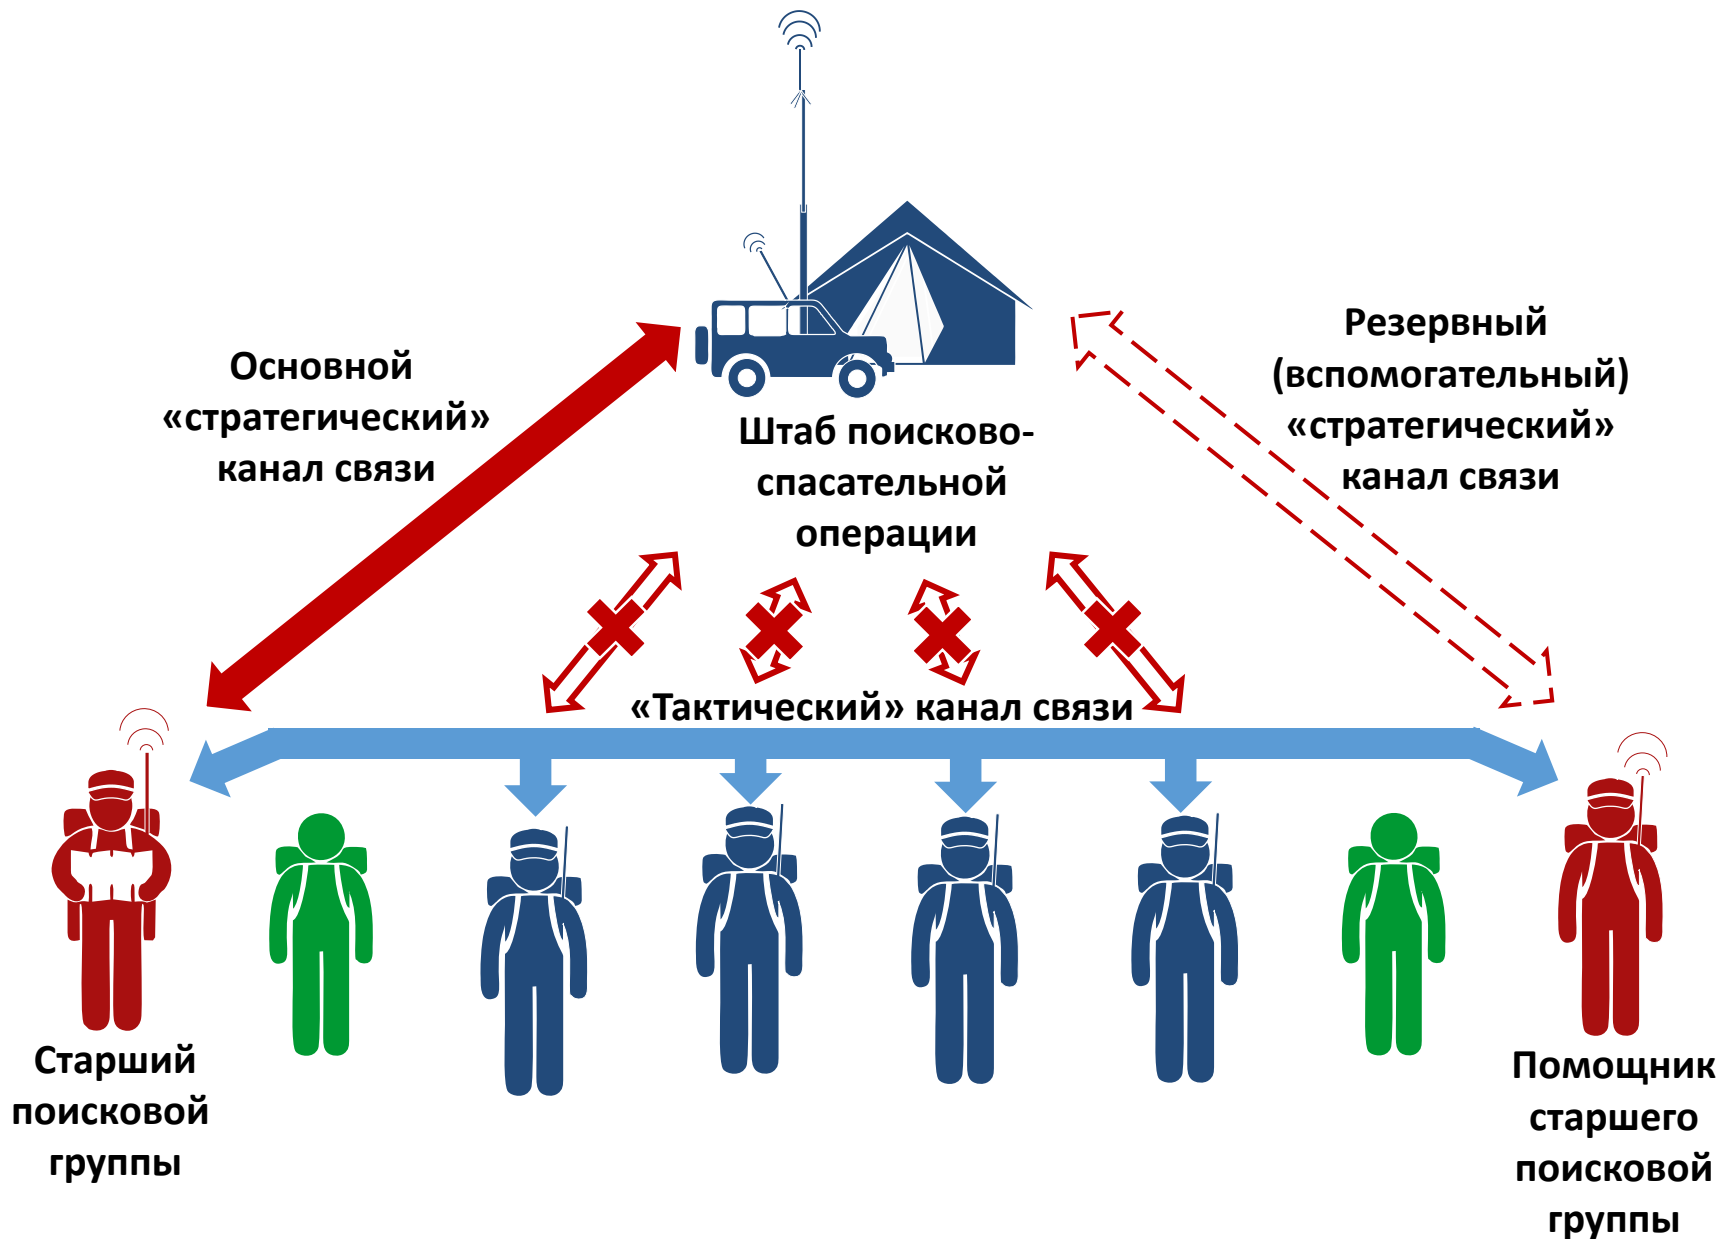 Основной
«стратегический»
канал связи
Штаб поисково-
спасательной
операции
Резервный
(вспомогательный)
«стратегический»
канал связи
«Тактический» канал связи
Старший
поисковой
группы
Помощник
старшего
поисковой
группы